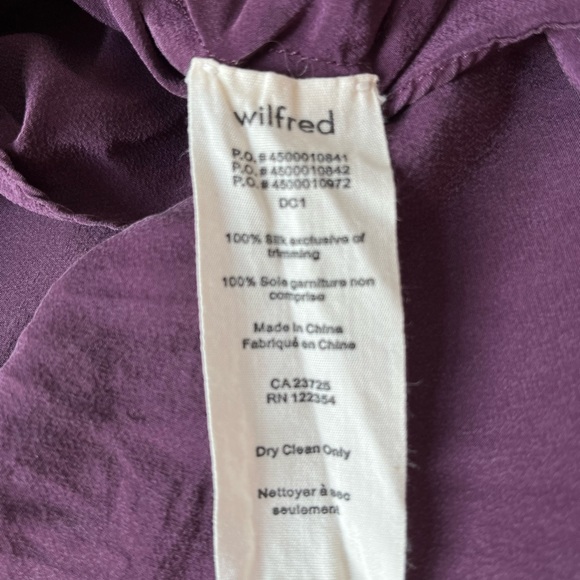 wilfred
P.O. # 4500010841
P.O. # 4500010842
P.O. # 4500010972
DC1
100% Silk exclusive of
trimming
100% Soie garniture non
comprise
Made in China
Fabriqué en Chine
CA 23725
RN 122354
Dry Clean Only
Nettoyer à sec
seulement